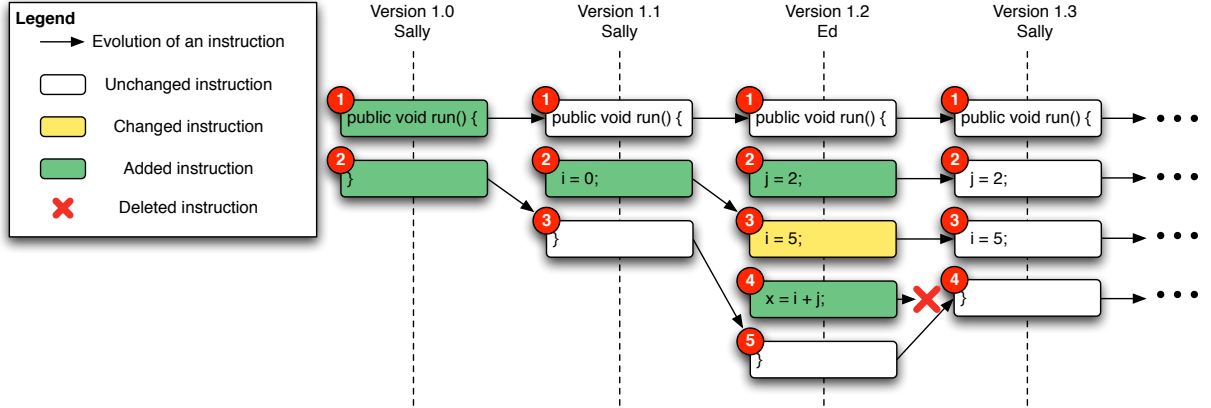 Legend
Evolution of an instruction
Unchanged instruction
Changed instruction
Added instruction
Deleted instruction
Version 1.0
Sally
Version 1.1
Sally
Version 1.2
Ed
Version 1.3
Sally
1
public void run() {
2
}
1
public void run() {
2
i = 0;
3
}
1
public void run() {
2
j = 2;
3
i = 5;
4
x = i + j;
5
}
1
public void run() {
2
j = 2;
3
i = 5;
4
}